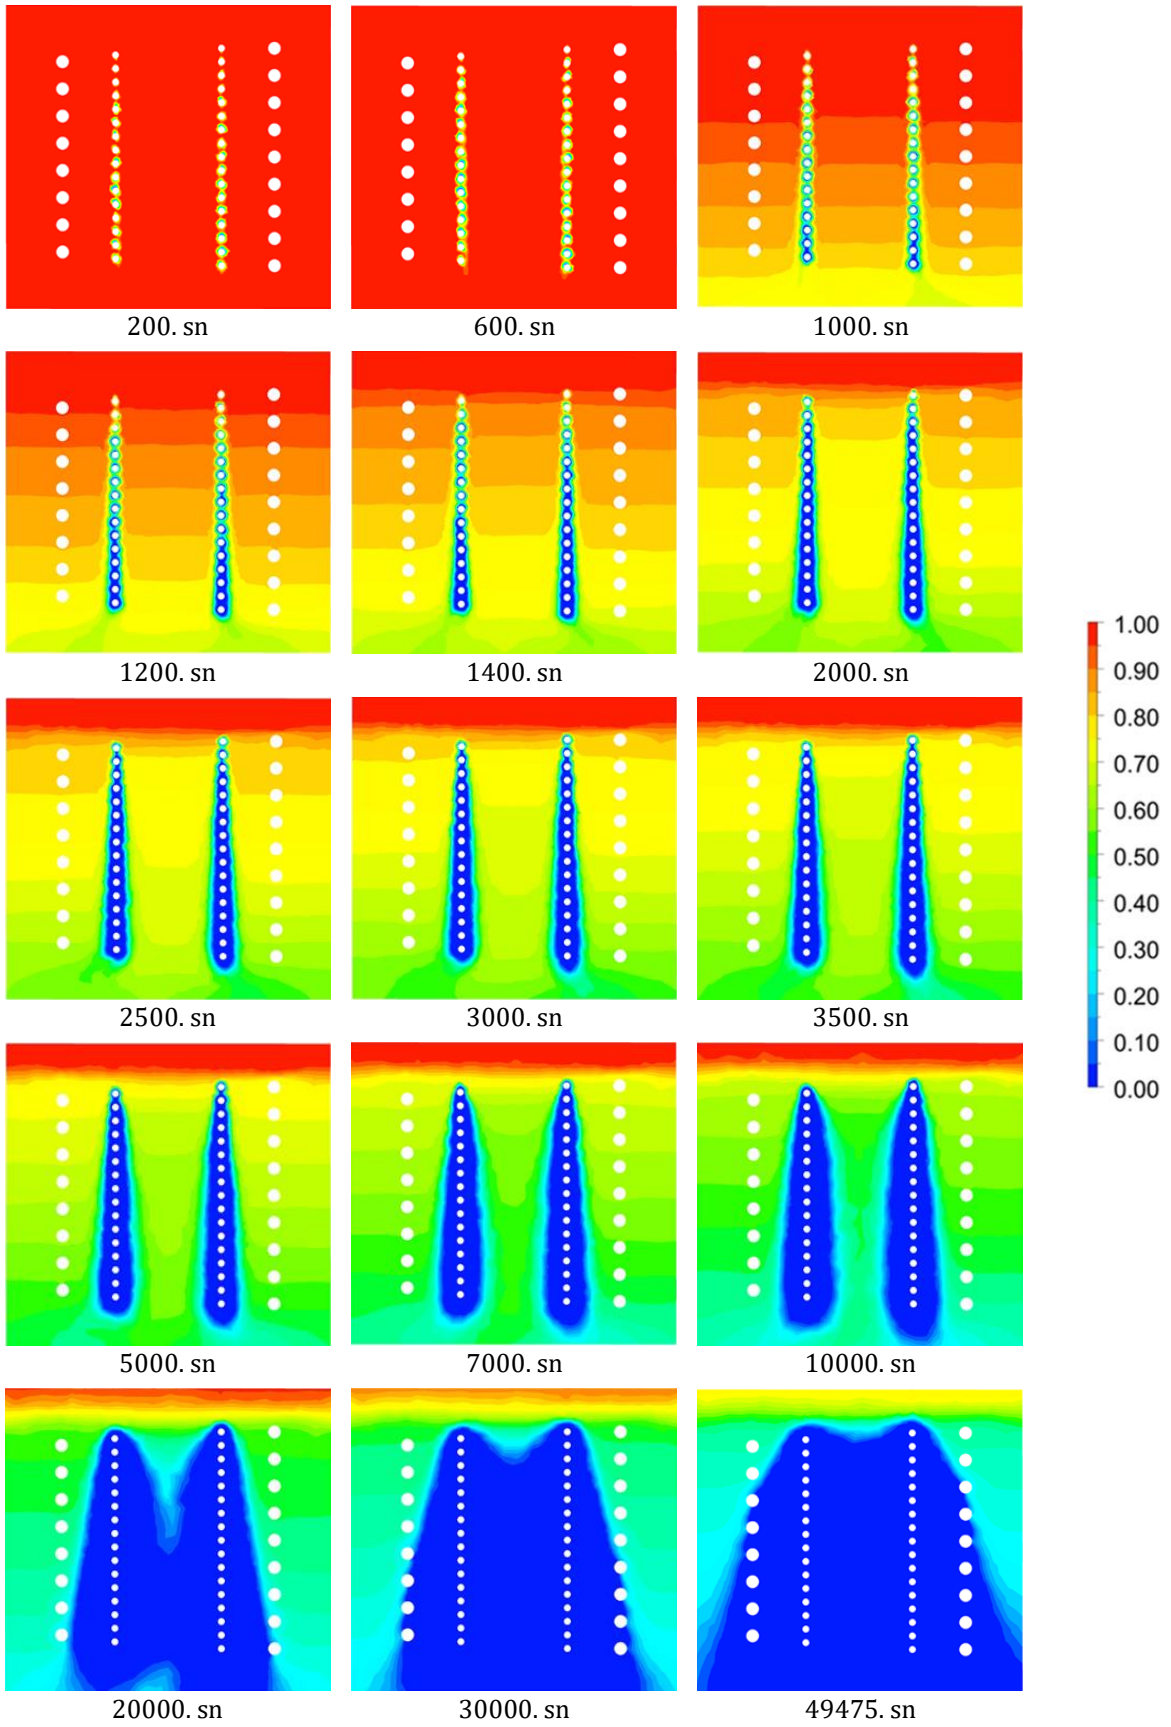 200. sn
600. sn
1000. sn
1200. sn
1400. sn
2000. sn
2500. sn
3000. sn
3500. sn
5000. sn
7000. sn
10000. sn
20000. sn
30000. sn
49475. sn
1.00
0.90
0.80
0.70
0.60
0.50
0.40
0.30
0.20
0.10
0.00